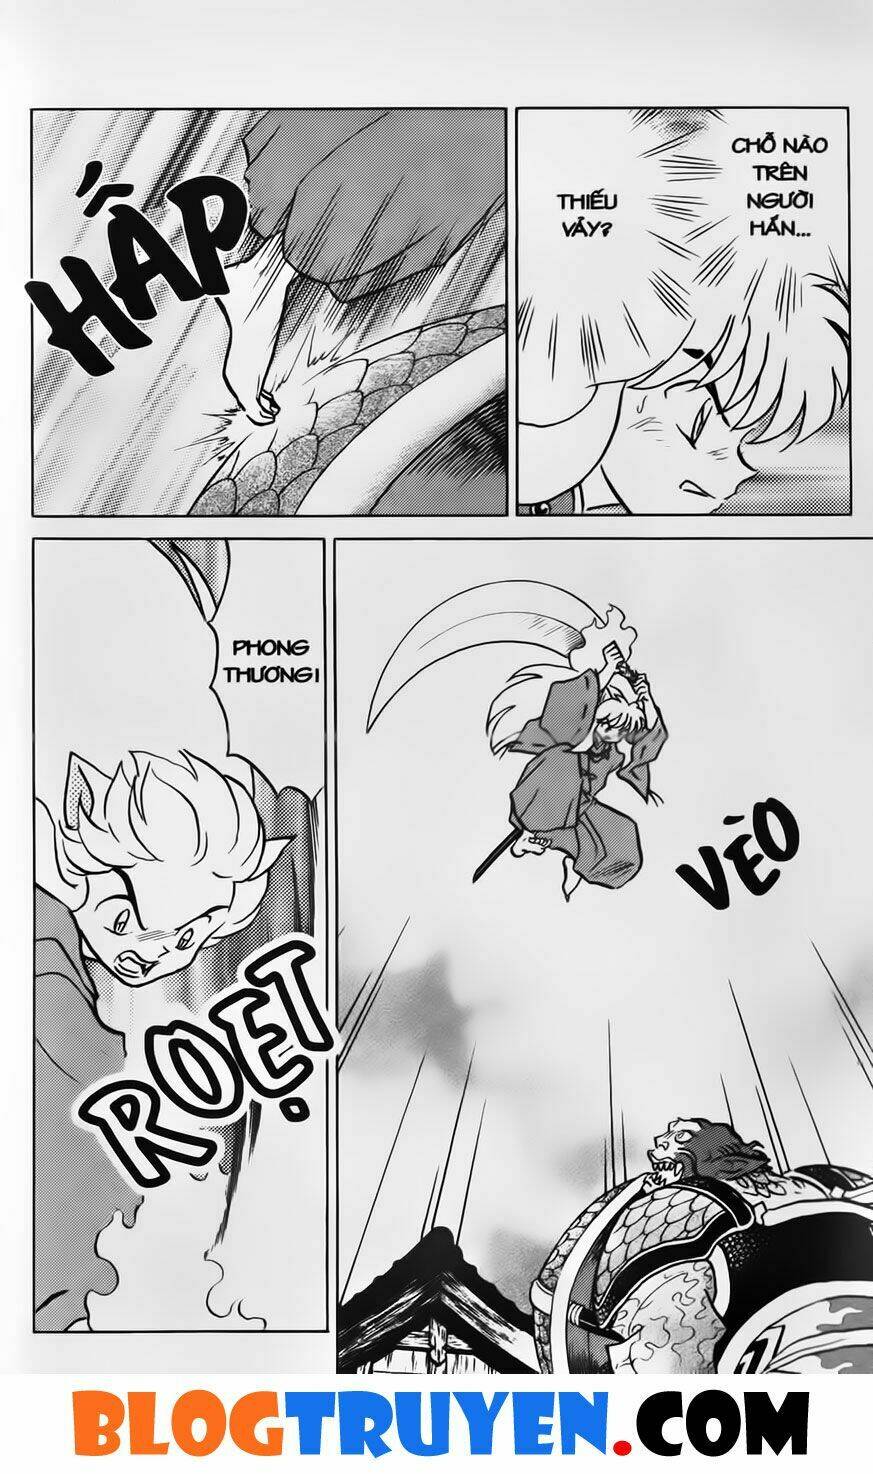 HẤP
CHỖ NÀO
TRÊN
NGƯỜI
HẮN...
THIẾU
VẢY?
PHONG
THƯƠNG!
ROẸT
VÈO
BLOGTRUYEN.COM